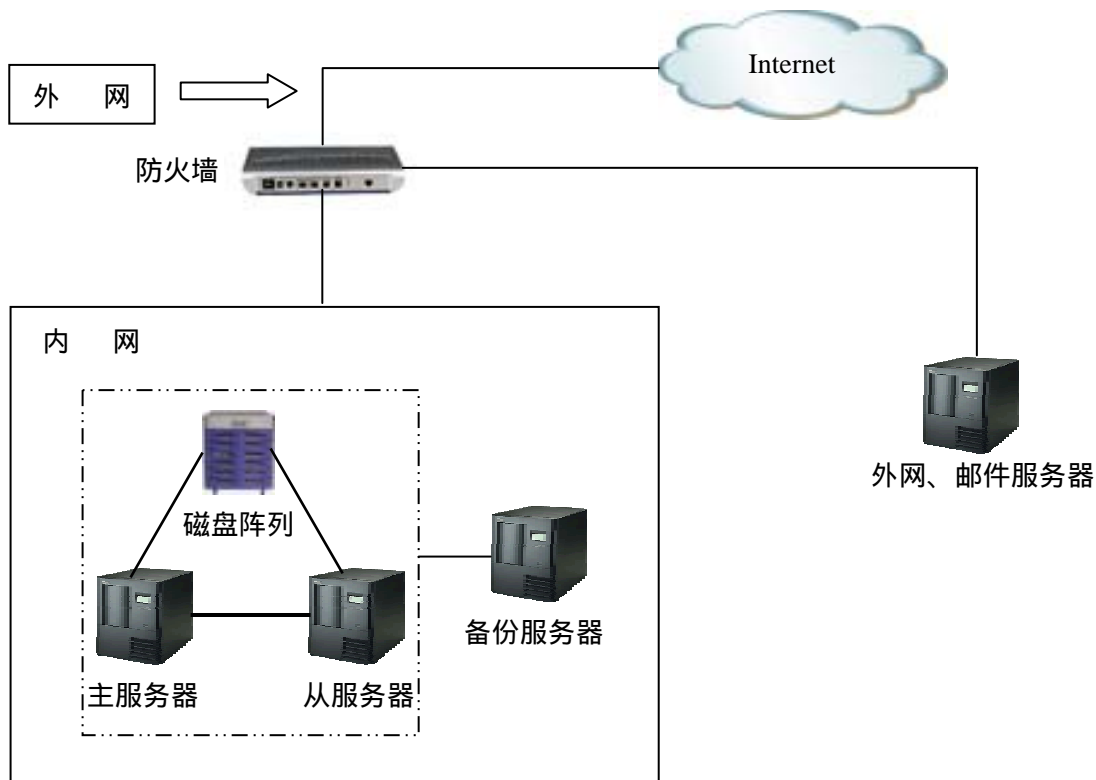 Internet
外 网
防火墙
内 网
磁盘阵列
外网、邮件服务器
备份服务器
主服务器
从服务器